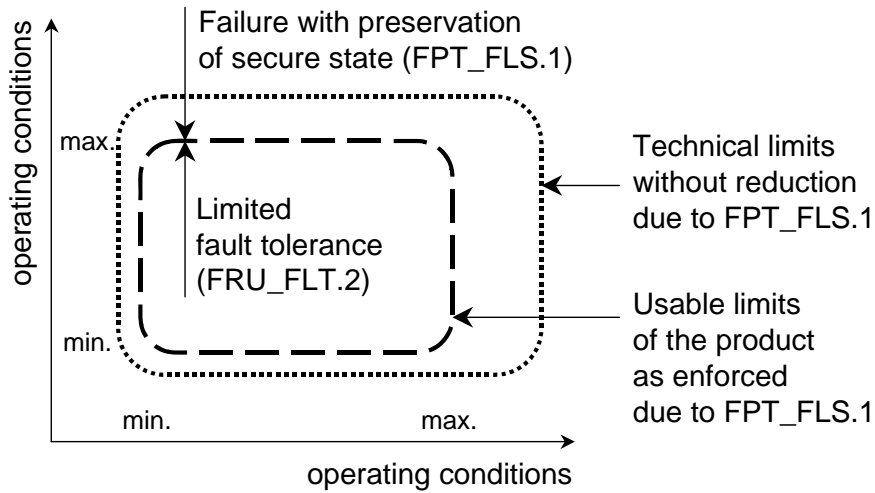 Failure with preservation
of secure state (FPT_FLS.1)
operating conditions
max.
min.
Limited
fault tolerance
(FRU_FLT.2)
Technical limits
without reduction
due to FPT_FLS.1
Usable limits
of the product
as enforced
due to FPT_FLS.1
min.
max.
operating conditions